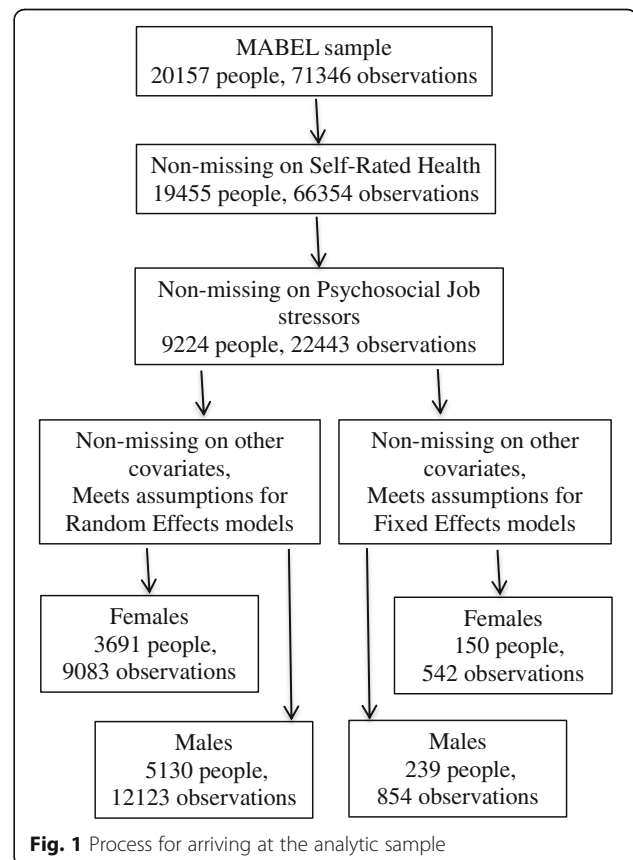 MABEL sample
20157 people, 71346 observations
Non-missing on Self-Rated Health
19455 people, 66354 observations
Non-missing on Psychosocial Job
stressors
9224 people, 22443 observations
Non-missing on other
covariates,
Meets assumptions for
Random Effects models
Non-missing on other
covariates,
Meets assumptions for
Fixed Effects models
Females
3691 people,
9083 observations
Females
150 people,
542 observations
Males
5130 people,
12123 observations
Males
239 people,
854 observations
Fig. 1 Process for arriving at the analytic sample